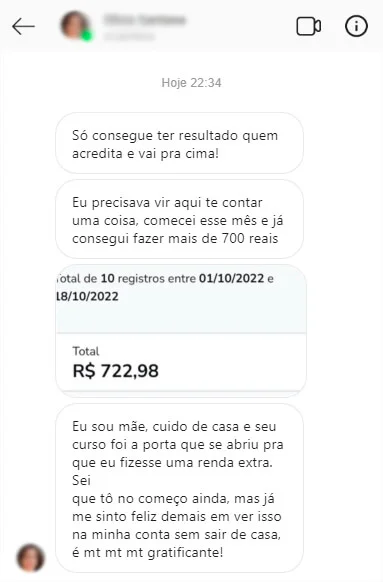 Hoje 22:34
Só consegue ter resultado quem
acredita e vai pra cima!
Eu precisava vir aqui te contar
uma coisa, comecei esse mês e já
consegui fazer mais de 700 reais
otal de 10 registros entre 01/10/2022 e
18/10/2022
Total
R$ 722,98
Eu sou mãe, cuido de casa e seu
curso foi a porta que se abriu pra
que eu fizesse uma renda extra.
Sei
que tô no começo ainda, mas já
me sinto feliz demais em ver isso
na minha conta sem sair de casa,
é mt mt mt gratificante!